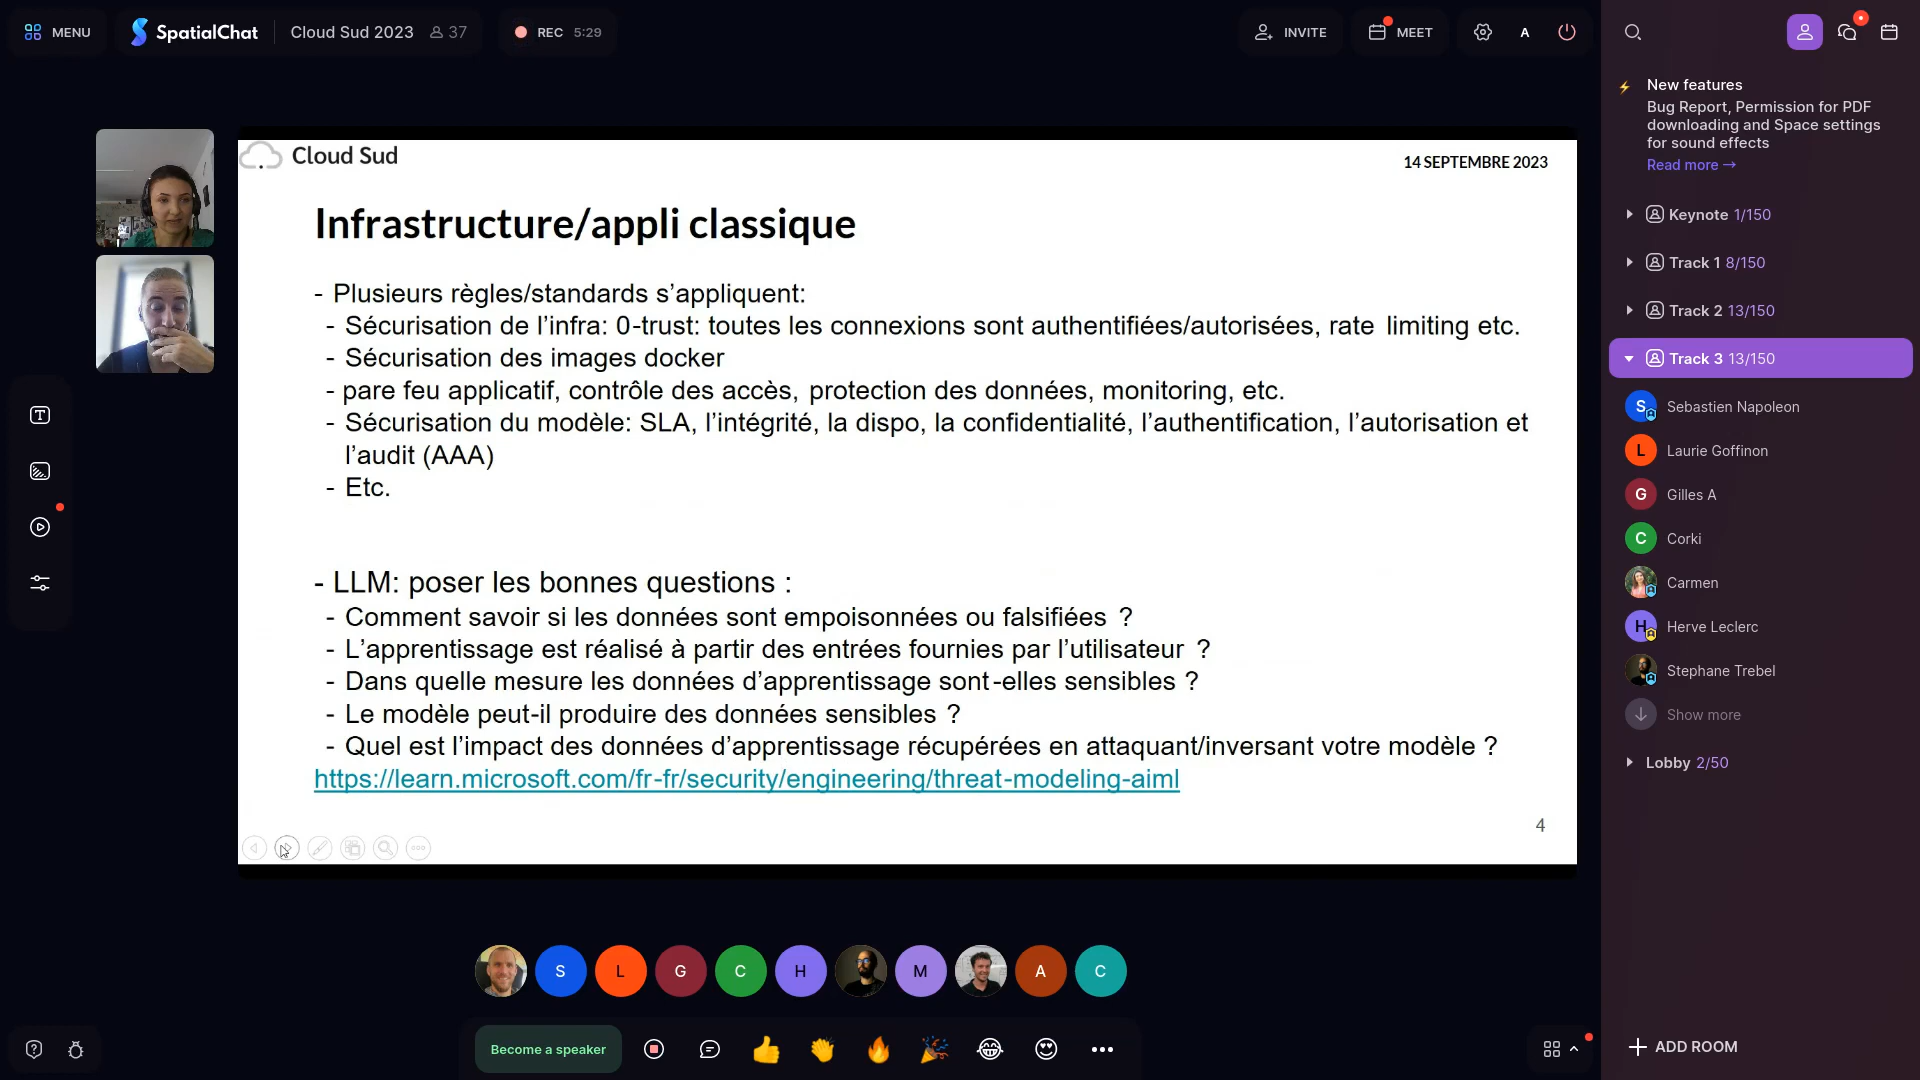 MENU
SpatialChat
Cloud Sud 2023
37
REC 5:29
INVITE
MEET
A
Cloud Sud
14 SEPTEMBRE 2023
Infrastructure/appli classique
- Plusieurs règles/standards s’appliquent:
- Sécurisation de l’infra: 0-trust: toutes les connexions sont authentifiées/autorisées, rate limiting etc.
- Sécurisation des images docker
- pare feu applicatif, contrôle des accès, protection des données, monitoring, etc.
- Sécurisation du modèle: SLA, l’intégrité, la dispo, la confidentialité, l’authentification, l’autorisation et
l’audit (AAA)
- Etc.
- LLM: poser les bonnes questions :
- Comment savoir si les données sont empoisonnées ou falsifiées ?
- L’apprentissage est réalisé à partir des entrées fournies par l’utilisateur ?
- Dans quelle mesure les données d’apprentissage sont-elles sensibles ?
- Le modèle peut-il produire des données sensibles ?
- Quel est l’impact des données d’apprentissage récupérées en attaquant/inversant votre modèle ?
https://learn.microsoft.com/fr-fr/security/engineering/threat-modeling-aiml
4
S L G C H M A C
Become a speaker
New features
Bug Report, Permission for PDF
downloading and Space settings
for sound effects
Read more →
Keynote 1/150
Track 1 8/150
Track 2 13/150
Track 3 13/150
S Sebastien Napoleon
L Laurie Goffinon
G Gilles A
C Corki
Carmen
H Herve Leclerc
Stephane Trebel
Show more
Lobby 2/50
ADD ROOM